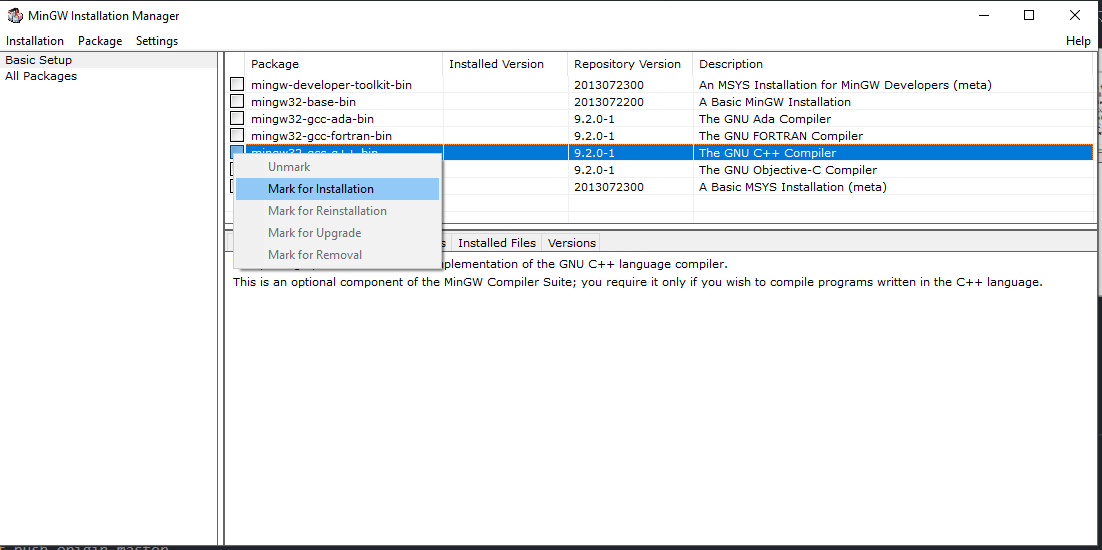 MinGW Installation Manager
Installation Package Settings Help
Basic Setup
All Packages
Package Installed Version Repository Version Description
mingw-developer-toolkit-bin 2013072300 An MSYS Installation for MinGW Developers (meta)
mingw32-base-bin 2013072200 A Basic MinGW Installation
mingw32-gcc-ada-bin 9.2.0-1 The GNU Ada Compiler
mingw32-gcc-fortran-bin 9.2.0-1 The GNU FORTRAN Compiler
mingw32-gcc-g++-bin 9.2.0-1 The GNU C++ Compiler
9.2.0-1 The GNU Objective-C Compiler
2013072300 A Basic MSYS Installation (meta)
Unmark
Mark for Installation
Mark for Reinstallation
Mark for Upgrade
Mark for Removal
Installed Files Versions
implementation of the GNU C++ language compiler.
This is an optional component of the MinGW Compiler Suite; you require it only if you wish to compile programs written in the C++ language.
push origin master